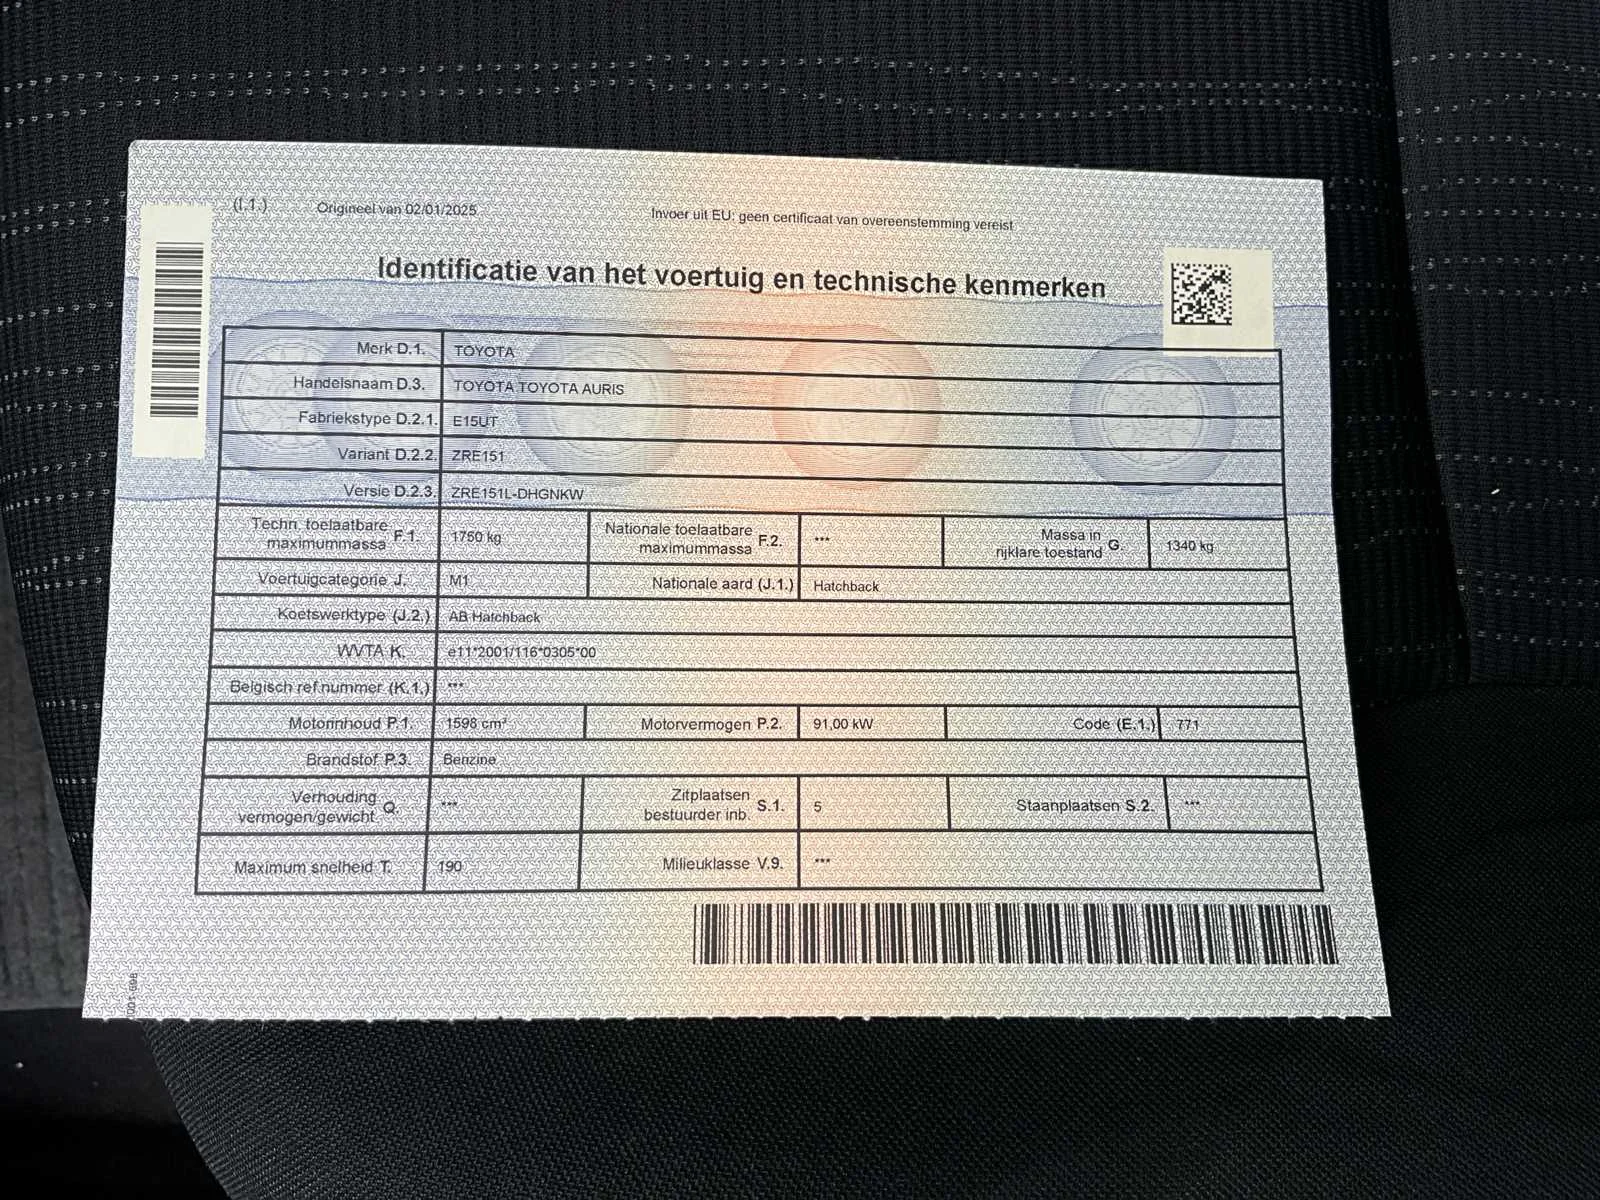 (I.1.) Origineel van 02/01/2025 Invoer uit EU: geen certificaat van overeenstemming vereist
Identificatie van het voertuig en technische kenmerken
Merk D.1. TOYOTA
Handelsnaam D.3. TOYOTA TOYOTA AURIS
Fabriekstype D.2.1. E15UT
Variant D.2.2. ZRE151
Versie D.2.3. ZRE151L-DHGNKW
Techn. toelaatbare maximummassa F.1. 1750 kg Nationale toelaatbare maximummassa F.2. *** Massa in rijklare toestand G. 1340 kg
Voertuigcategorie J. M1 Nationale aard (J.1.) Hatchback
Koetswerktype (J.2.) AB Hatchback
WVTA K. e11*2001/116*0305*00
Belgisch ref.nummer (K.1.) ***
Motorinhoud P.1. 1598 cm³ Motorvermogen P.2. 91,00 kW Code (E.1.) 771
Brandstof P.3. Benzine
Verhouding vermogen/gewicht Q. *** Zitplaatsen bestuurder inb. S.1. 5 Staanplaatsen S.2. ***
Maximum snelheid T. 190 Milieuklasse V.9. ***